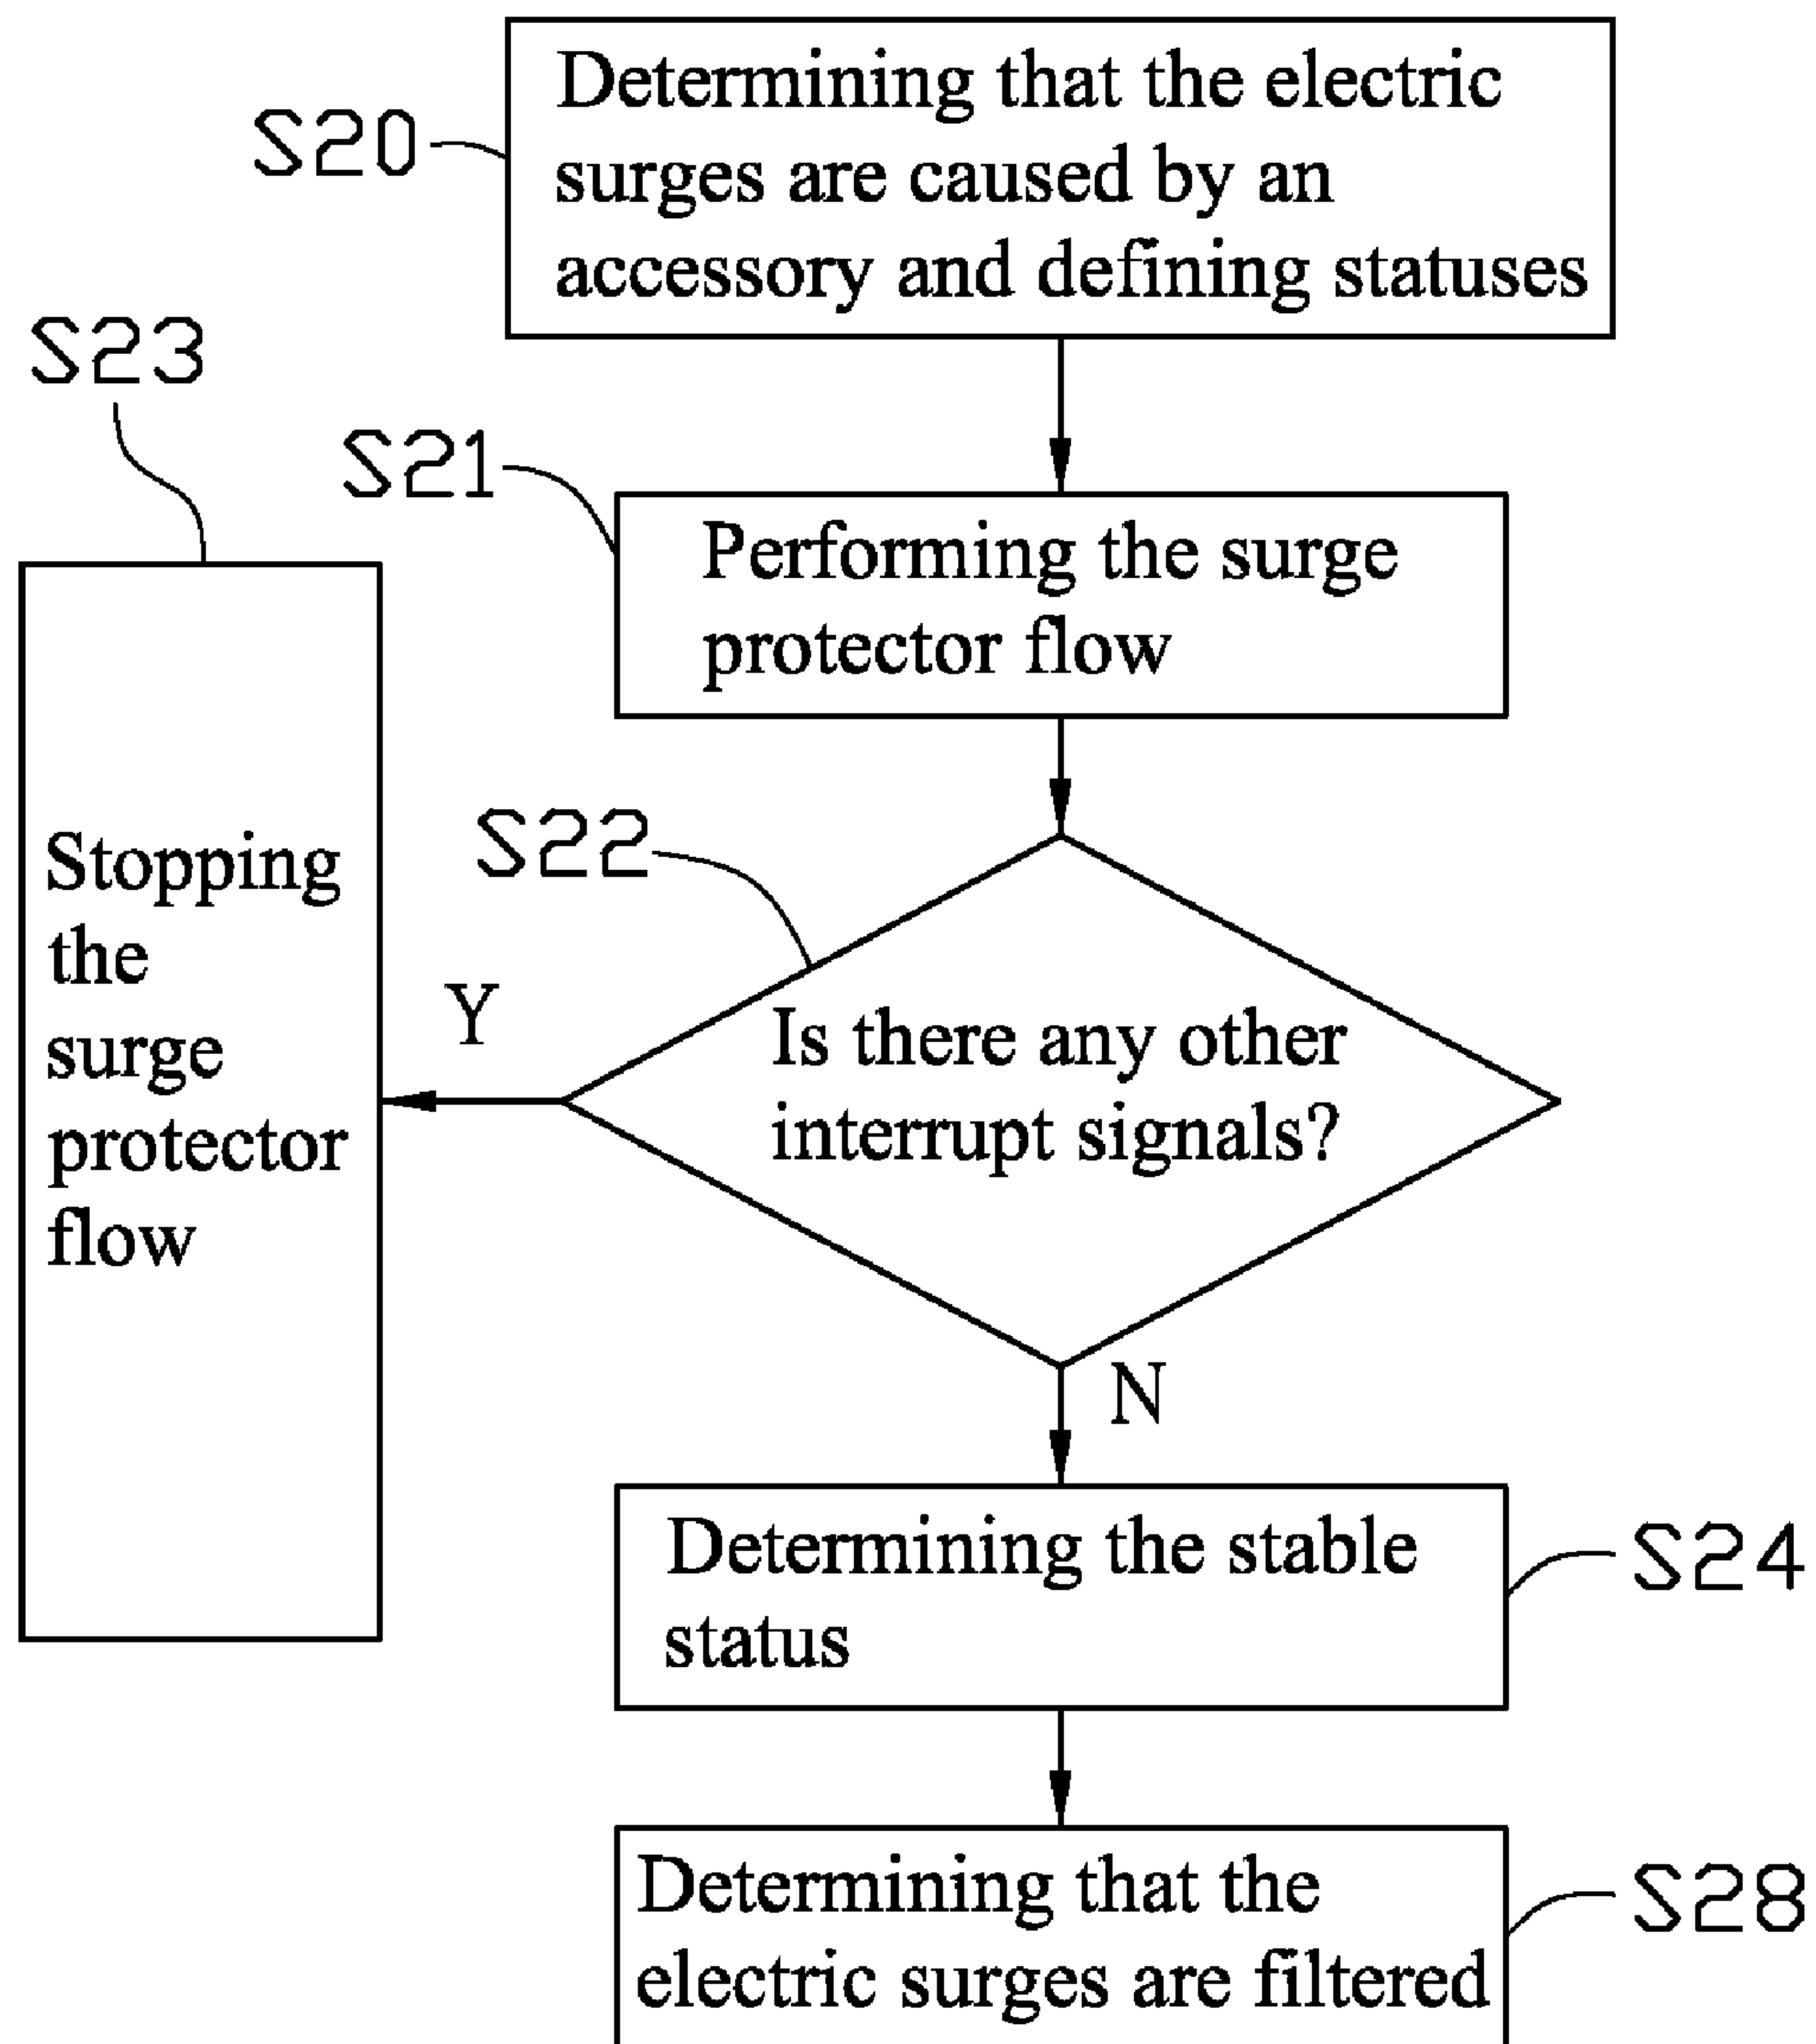 S20
Determining that the electric
surges are caused by an
accessory and defining statuses
S23
S21
Performing the surge
protector flow
S22
Is there any other
interrupt signals?
Y
Stopping
the
surge
protector
flow
N
Determining the stable
status
S24
Determining that the
electric surges are filtered
S28